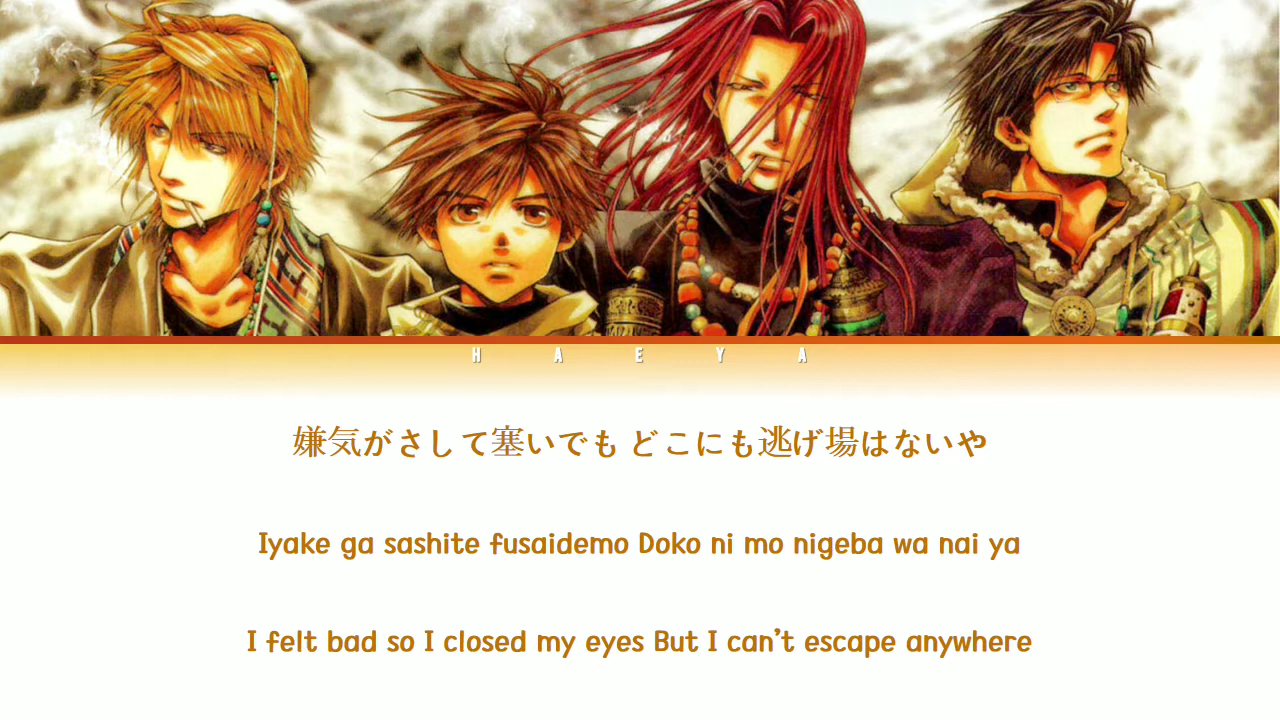 H A E Y A
嫌気がさして塞いでも どこにも逃げ場はないや
Iyake ga sashite fusaidemo Doko ni mo nigeba wa nai ya
I felt bad so I closed my eyes But I can't escape anywhere